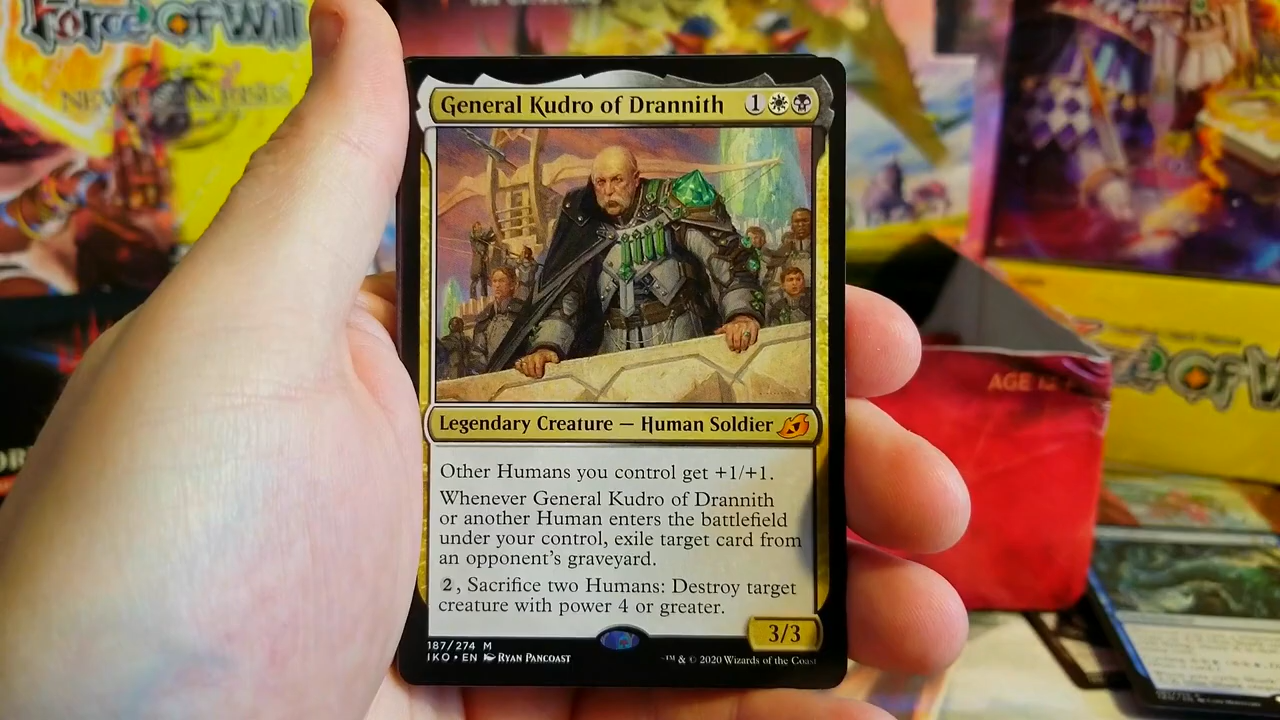 Force Of Will
General Kudro of Drannith 1
Legendary Creature — Human Soldier
Other Humans you control get +1/+1.
Whenever General Kudro of Drannith
or another Human enters the battlefield
under your control, exile target card from
an opponent's graveyard.
2, Sacrifice two Humans: Destroy target
creature with power 4 or greater.
3/3
187/274 M
IKO • EN RYAN PANCOAST
™ & © 2020 Wizards of the Coast
AGE